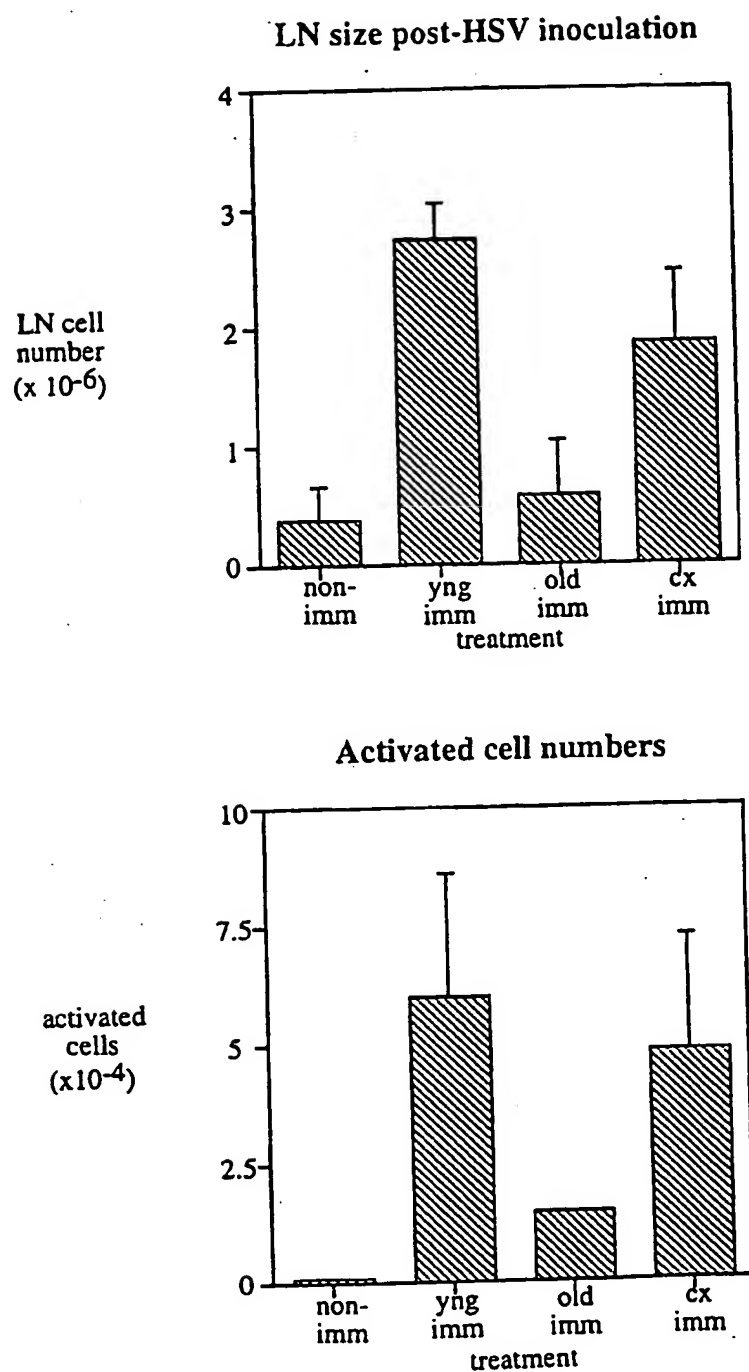 LN size post-HSV inoculation
4
3
2
1
0
LN cell
number
(x 10-6)
non-
imm
yng
imm
old
imm
cx
imm
treatment
Activated cell numbers
10
7.5
5
2.5
0
activated
cells
(x10-4)
non-
imm
yng
imm
old
imm
cx
imm
treatment